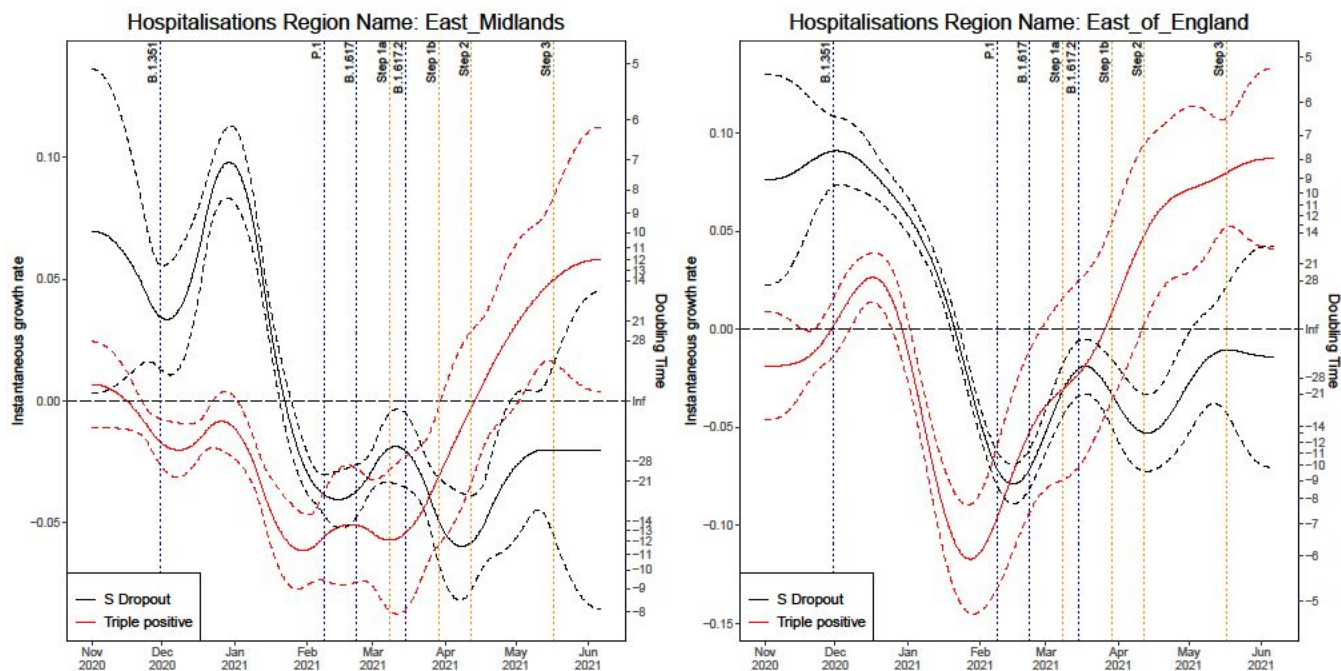 Hospitalisations Region Name: East_Midlands
B.1.351
P.1
B.1.617
Step 1a
B.1.617.2
Step 1b
Step 2
Step 3
Instantaneous growth rate
0.10
0.05
0.00
−0.05
5
6
7
8
9
10
11
12
13
14
21
28
Inf
−28
−21
−14
−13
−12
−11
−10
−9
−8
Doubling Time
S Dropout
Triple positive
Nov 2020
Dec 2020
Jan 2021
Feb 2021
Mar 2021
Apr 2021
May 2021
Jun 2021
Hospitalisations Region Name: East_of_England
B.1.351
P.1
B.1.617
Step 1a
B.1.617.2
Step 1b
Step 2
Step 3
Instantaneous growth rate
0.10
0.05
0.00
−0.05
−0.10
−0.15
5
6
7
8
9
10
11
12
14
21
28
Inf
−28
−21
−14
−12
−11
−10
−9
−8
−7
−6
−5
Doubling Time
S Dropout
Triple positive
Nov 2020
Dec 2020
Jan 2021
Feb 2021
Mar 2021
Apr 2021
May 2021
Jun 2021